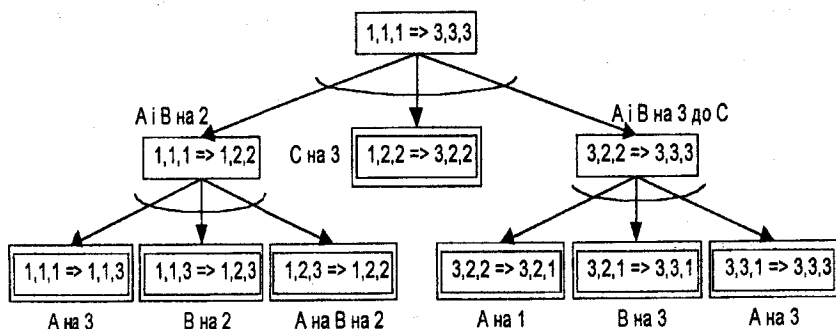 1,1,1 => 3,3,3
А і В на 2
А і В на 3 до С
1,1,1 => 1,2,2
С на 3
1,2,2 => 3,2,2
3,2,2 => 3,3,3
1,1,1 => 1,1,3
1,1,3 => 1,2,3
1,2,3 => 1,2,2
3,2,2 => 3,2,1
3,2,1 => 3,3,1
3,3,1 => 3,3,3
А на 3
В на 2
А на В на 2
А на 1
В на 3
А на 3